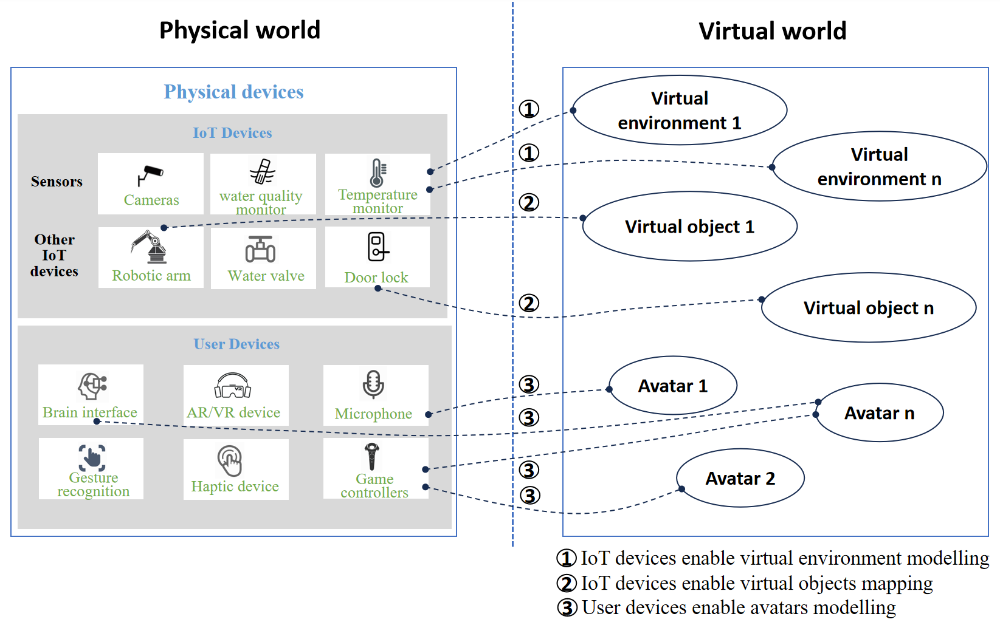 Physical world
Virtual world
Physical devices
IoT Devices
Sensors
Cameras
water quality
monitor
Temperature
monitor
Other
IoT
devices
Robotic arm
Water valve
Door lock
User Devices
Brain interface
AR/VR device
VR
Microphone
Gesture
recognition
Haptic device
Game
controllers
1
1
2
2
3
3
3
3
Virtual
environment 1
Virtual
environment n
Virtual object 1
Virtual object n
Avatar 1
Avatar n
Avatar 2
1 IoT devices enable virtual environment modelling
2 IoT devices enable virtual objects mapping
3 User devices enable avatars modelling